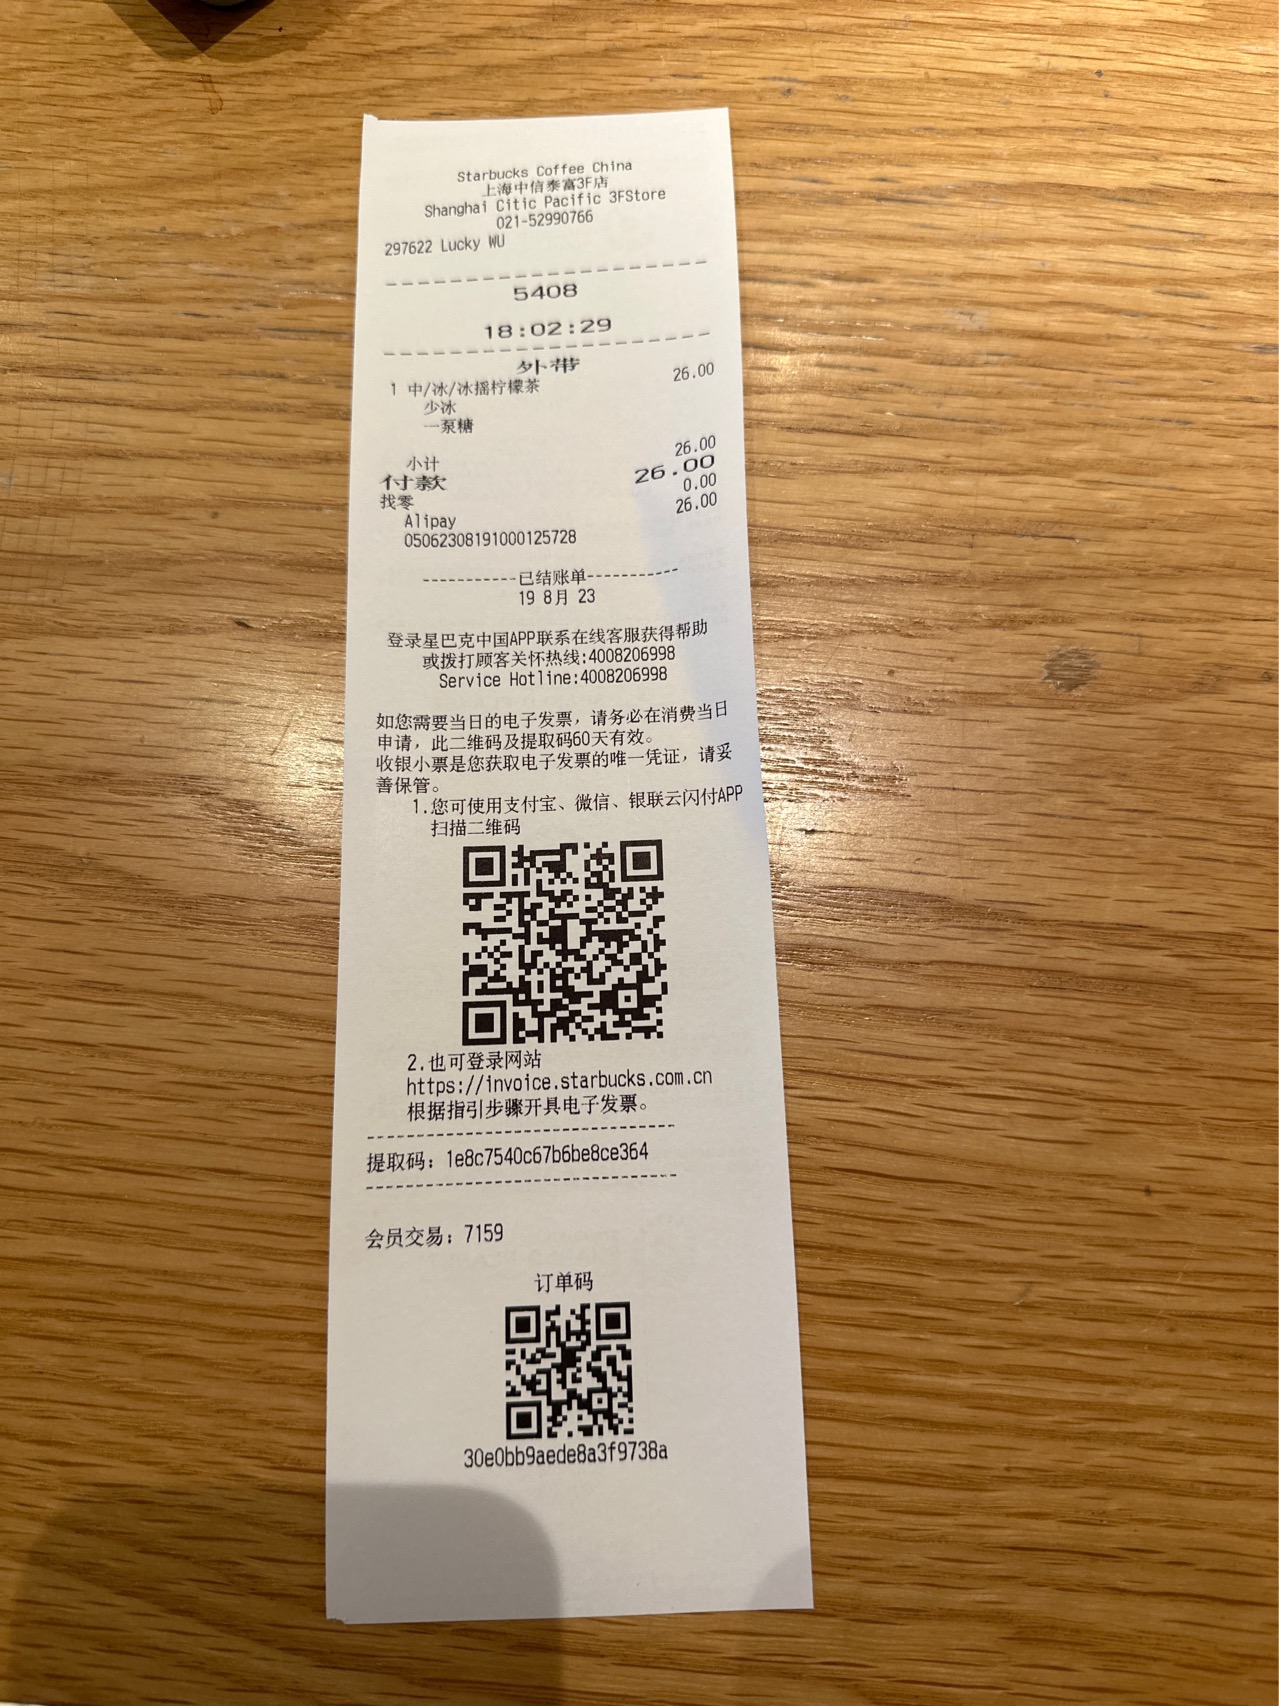 Starbucks Coffee China
上海中信泰富3F店
Shanghai Citic Pacific 3FStore
021-52990766
297622 Lucky WU
5408
18:02:29
外带
1 中/冰/冰摇柠檬茶 26.00
少冰
一泵糖
小计 26.00
付款 26.00
找零 0.00
Alipay 26.00
05062308191000125728
-----------已结账单-----------
19 8月 23
登录星巴克中国APP联系在线客服获得帮助
或拨打顾客关怀热线:4008206998
Service Hotline:4008206998
如您需要当日的电子发票，请务必在消费当日
申请，此二维码及提取码60天有效。
收银小票是您获取电子发票的唯一凭证，请妥
善保管。
1.您可使用支付宝、微信、银联云闪付APP
扫描二维码
2.也可登录网站
https://invoice.starbucks.com.cn
根据指引步骤开具电子发票。
提取码：1e8c7540c67b6be8ce364
会员交易：7159
订单码
30e0bb9aede8a3f9738a